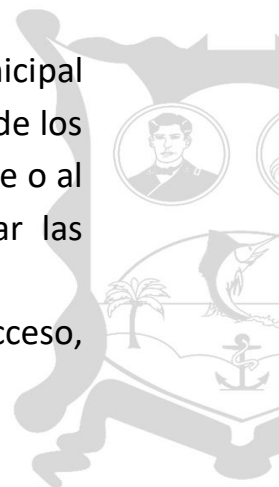 nicipal
de los
e o al
ar las
cceso,